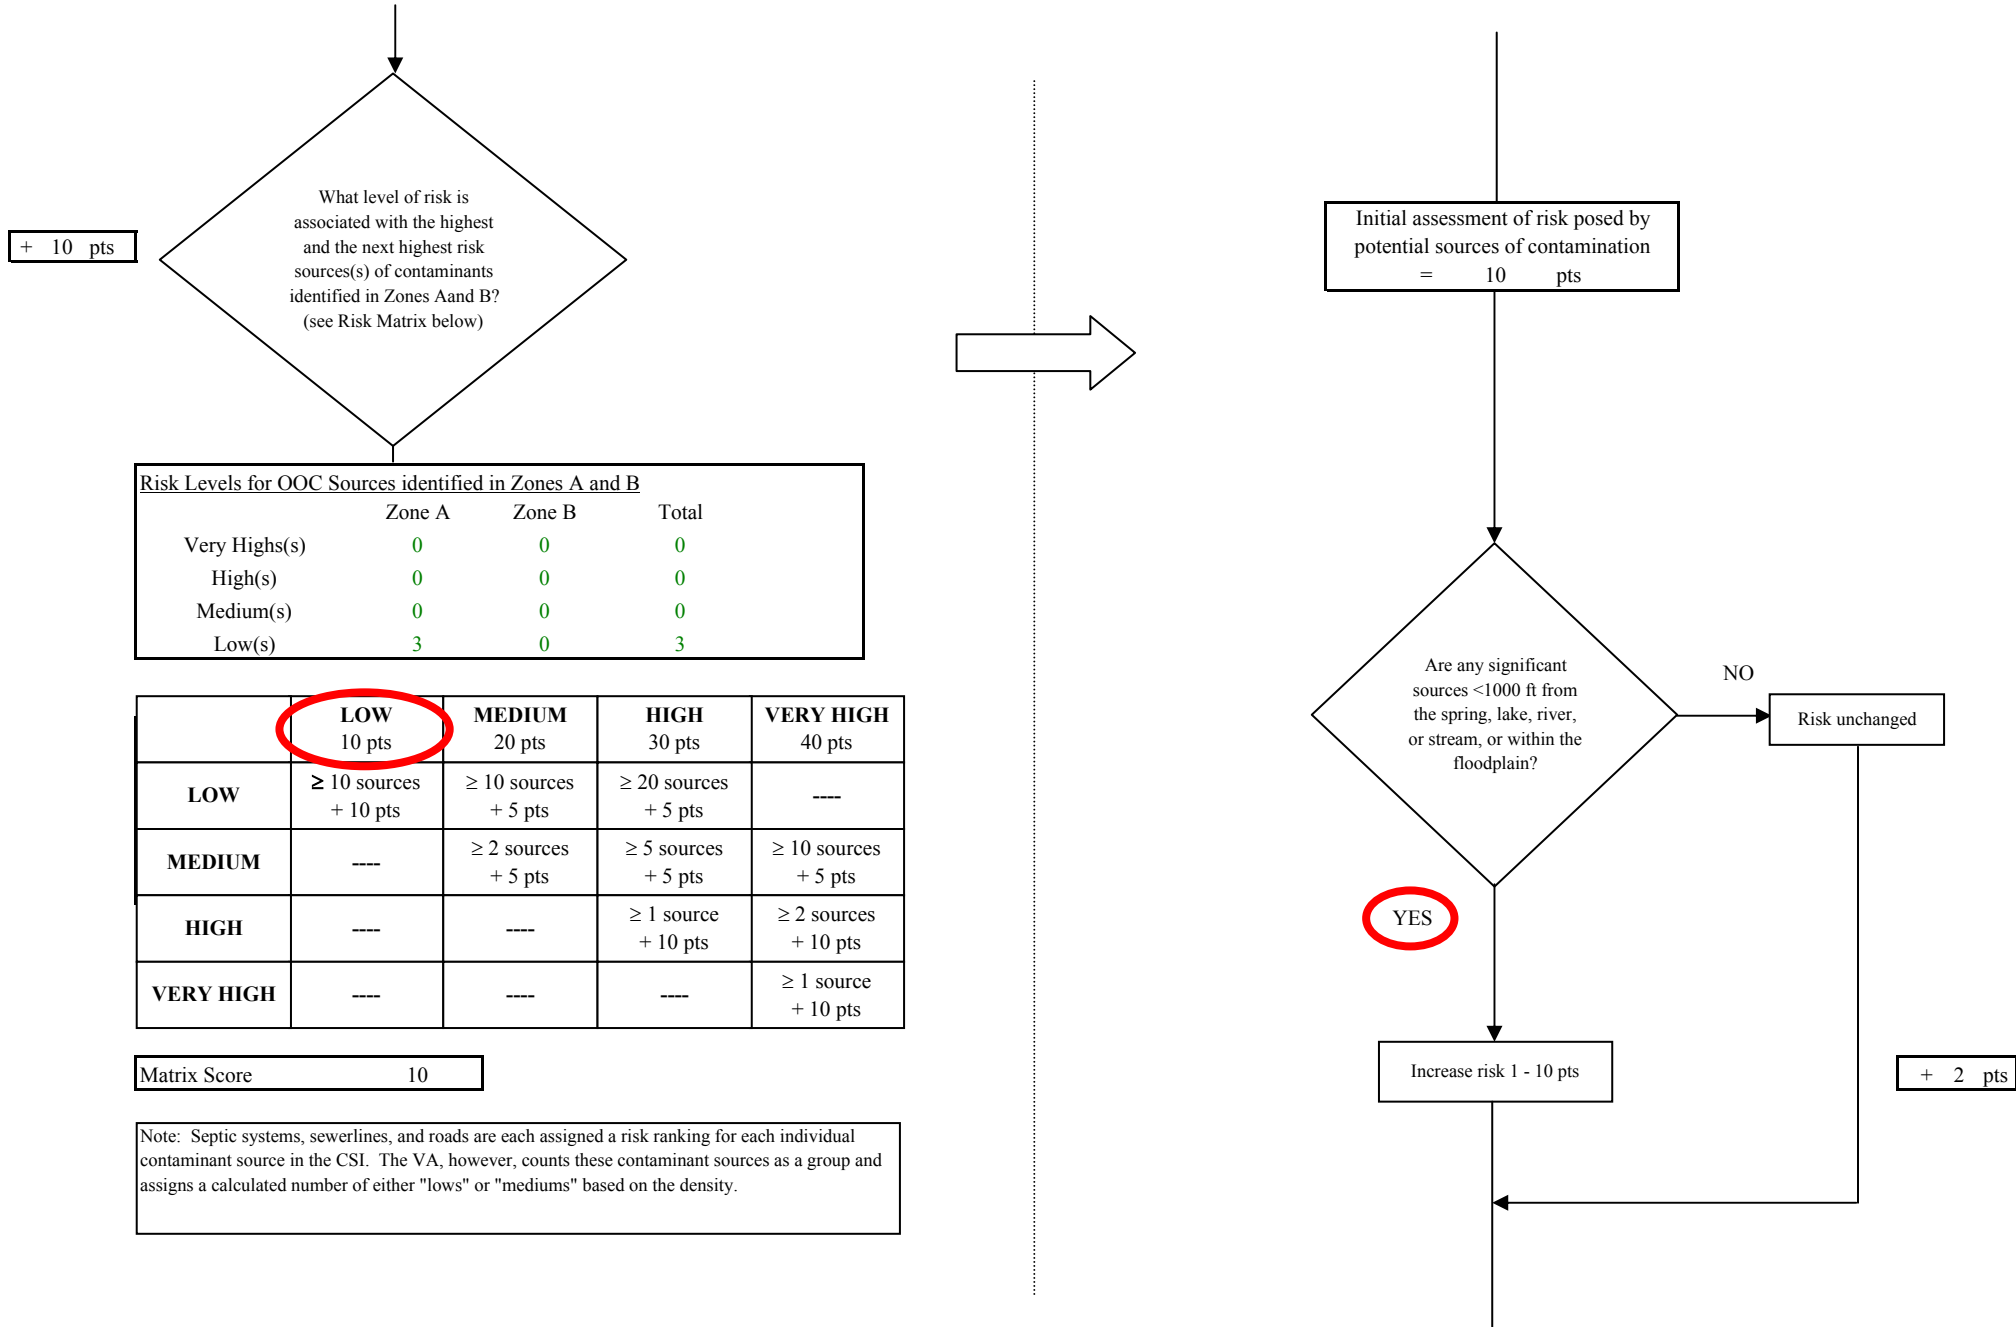 What level of risk is
associated with the highest
and the next highest risk
sources(s) of contaminants
identified in Zones Aand B?
(see Risk Matrix below)
+ 10 pts
Risk Levels for OOC Sources identified in Zones A and B
Zone A Zone B Total
Very Highs(s) 0 0 0
High(s) 0 0 0
Medium(s) 0 0 0
Low(s) 3 0 3
LOW MEDIUM HIGH VERY HIGH
10 pts 20 pts 30 pts 40 pts
LOW ≥ 10 sources ≥ 10 sources ≥ 20 sources ----
+ 10 pts + 5 pts + 5 pts
MEDIUM ---- ≥ 2 sources ≥ 5 sources ≥ 10 sources
+ 5 pts + 5 pts + 5 pts
HIGH ---- ---- ≥ 1 source ≥ 2 sources
+ 10 pts + 10 pts
VERY HIGH ---- ---- ---- ≥ 1 source
+ 10 pts
Matrix Score 10
Note: Septic systems, sewerlines, and roads are each assigned a risk ranking for each individual
contaminant source in the CSI. The VA, however, counts these contaminant sources as a group and
assigns a calculated number of either "lows" or "mediums" based on the density.
Initial assessment of risk posed by
potential sources of contamination
= 10 pts
Are any significant
sources <1000 ft from
the spring, lake, river,
or stream, or within the
floodplain?
NO
Risk unchanged
YES
Increase risk 1 - 10 pts
+ 2 pts